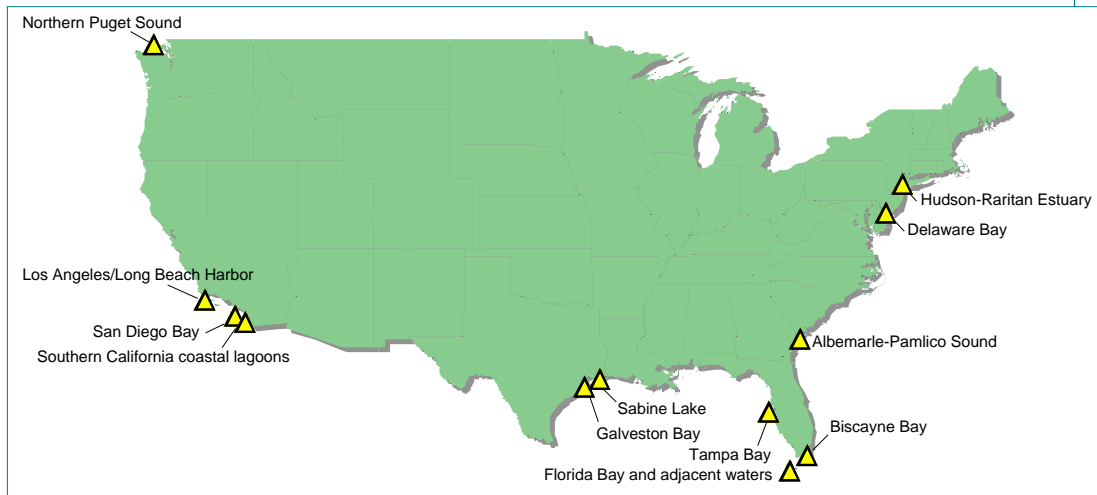 Northern Puget Sound
Hudson-Raritan Estuary
Delaware Bay
Los Angeles/Long Beach Harbor
San Diego Bay
Southern California coastal lagoons
Albemarle-Pamlico Sound
Sabine Lake
Galveston Bay
Biscayne Bay
Tampa Bay
Florida Bay and adjacent waters